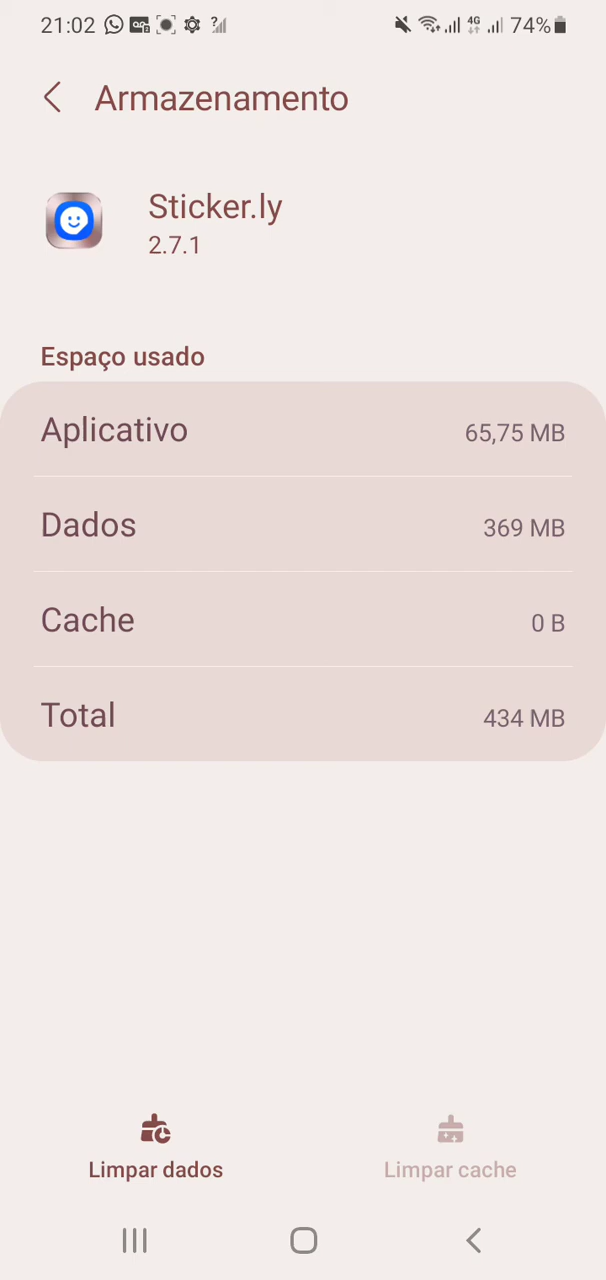 21:02 4G 74%
Armazenamento
Sticker.ly
2.7.1
Espaço usado
Aplicativo 65,75 MB
Dados 369 MB
Cache 0 B
Total 434 MB
Limpar dados Limpar cache